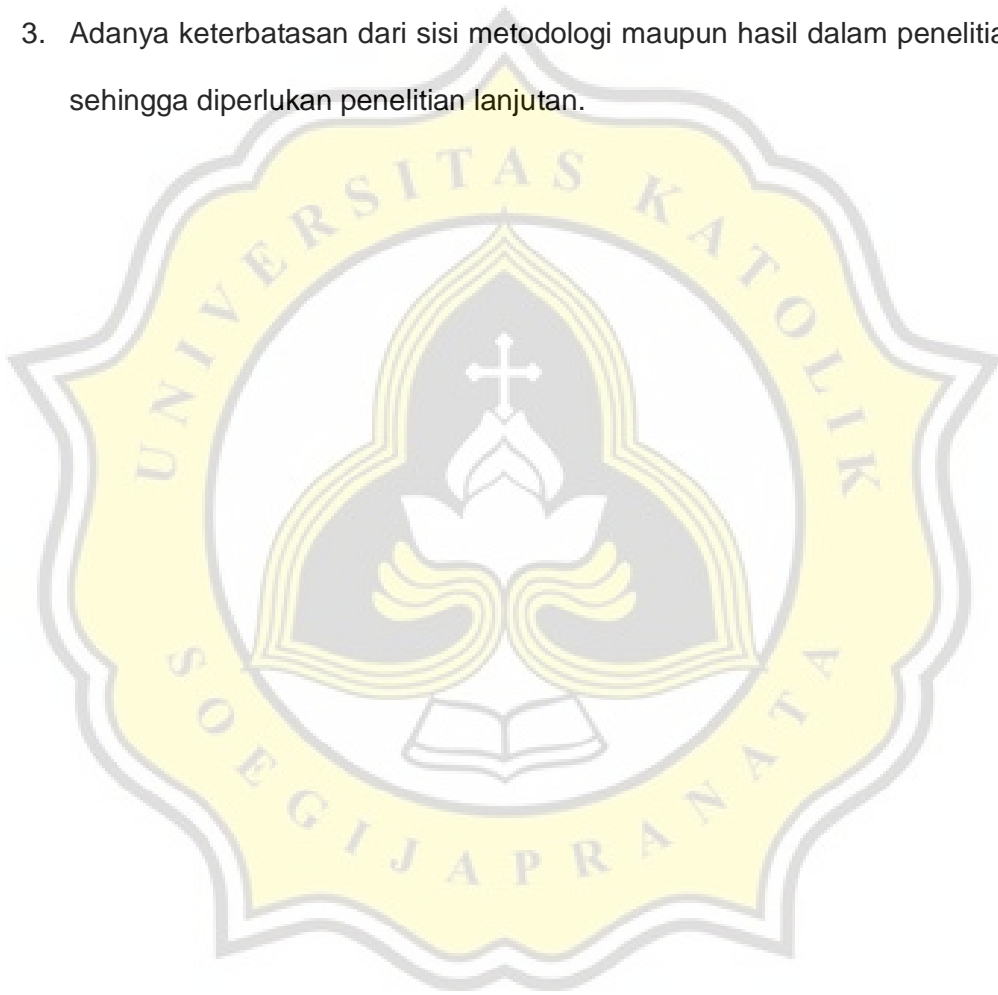 3. Adanya keterbatasan dari sisi metodologi maupun hasil dalam penelitia
sehingga diperlukan penelitian lanjutan.
UNIVERSITAS KATOLIK
SOEGIJAPRANATA